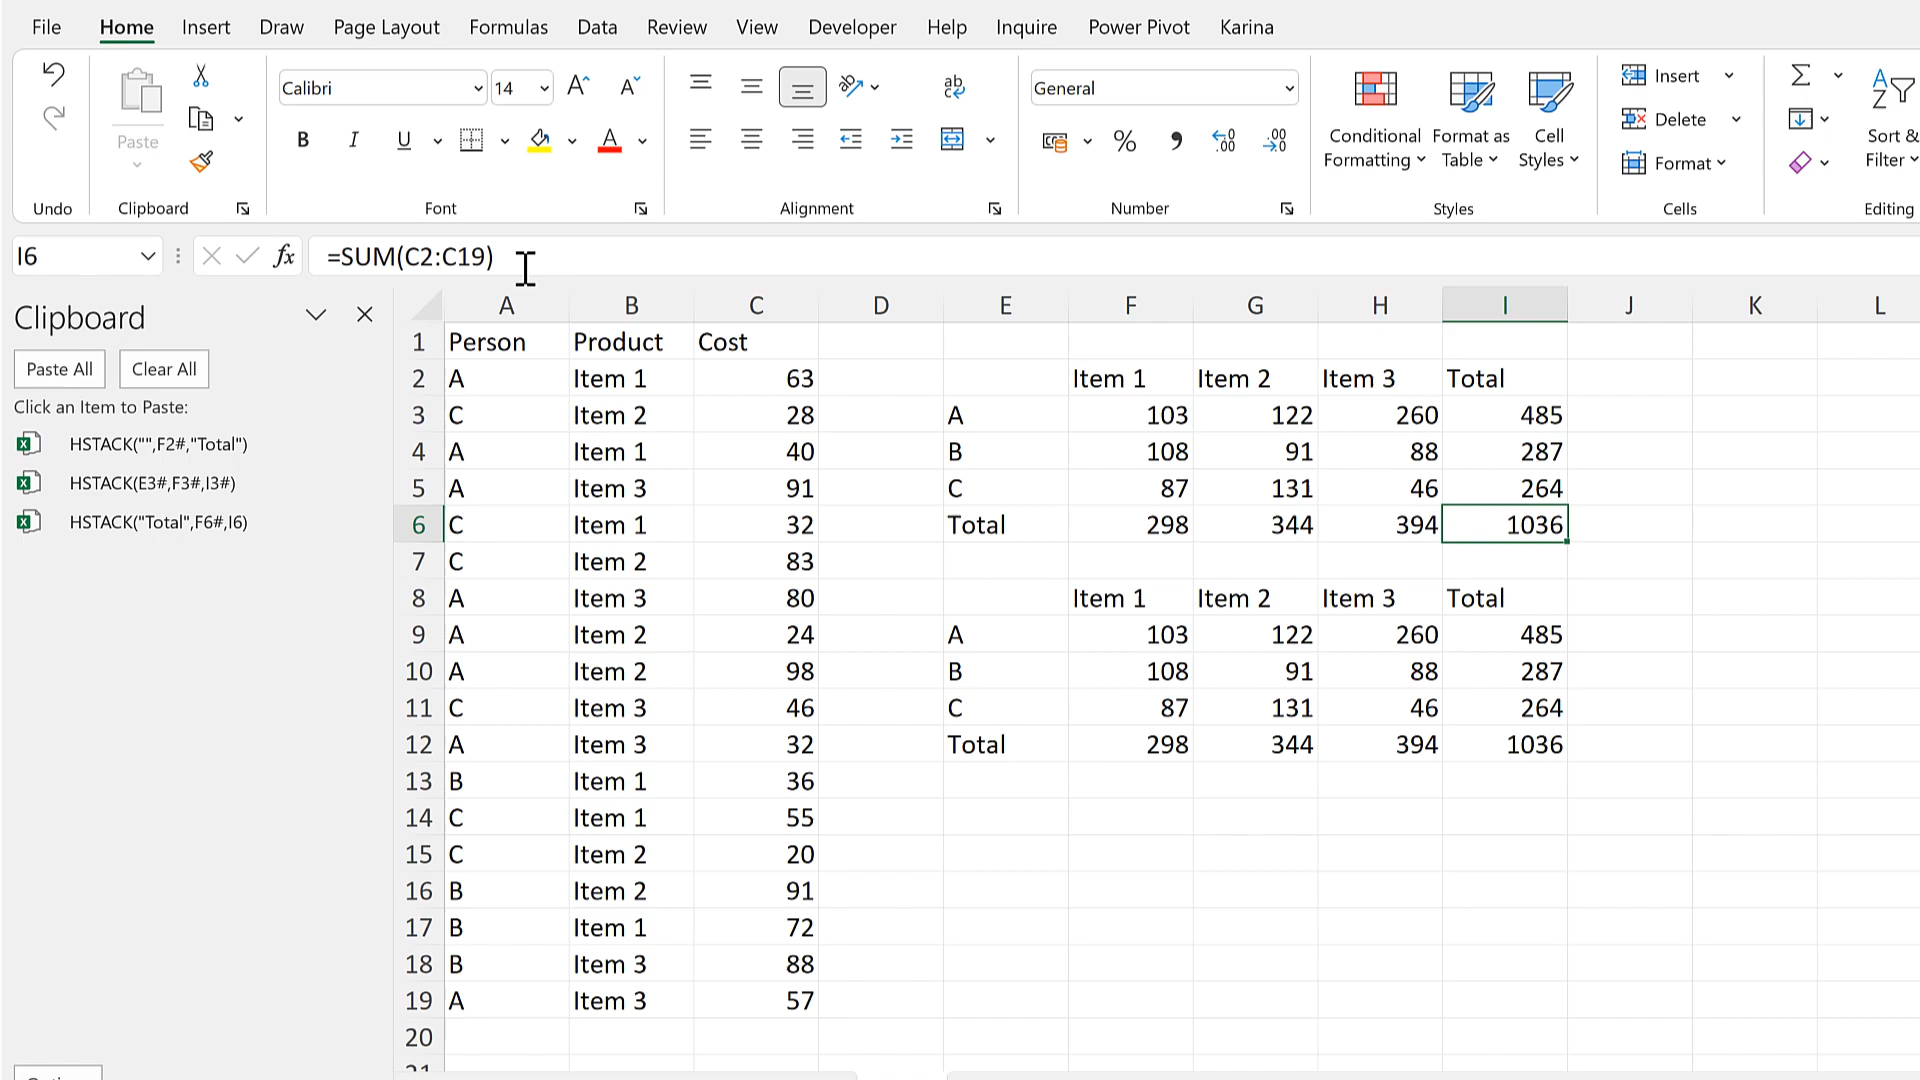 File Home Insert Draw Page Layout Formulas Data Review View Developer Help Inquire Power Pivot Karina
Calibri 14 General Insert
Paste Conditional Format as Cell Delete Sort &
B I U A % Formatting Table Styles Format Filter
Undo Clipboard Font Alignment Number Styles Cells Editing
I6 fx =SUM(C2:C19)
Clipboard
Paste All Clear All
Click an Item to Paste:
HSTACK("",F2#,"Total")
HSTACK(E3#,F3#,I3#)
HSTACK("Total",F6#,I6)
A B C D E F G H I J K L
1 Person Product Cost
2 A Item 1 63 Item 1 Item 2 Item 3 Total
3 C Item 2 28 A 103 122 260 485
4 A Item 1 40 B 108 91 88 287
5 A Item 3 91 C 87 131 46 264
6 C Item 1 32 Total 298 344 394 1036
7 C Item 2 83
8 A Item 3 80 Item 1 Item 2 Item 3 Total
9 A Item 2 24 A 103 122 260 485
10 A Item 2 98 B 108 91 88 287
11 C Item 3 46 C 87 131 46 264
12 A Item 3 32 Total 298 344 394 1036
13 B Item 1 36
14 C Item 1 55
15 C Item 2 20
16 B Item 2 91
17 B Item 1 72
18 B Item 3 88
19 A Item 3 57
20